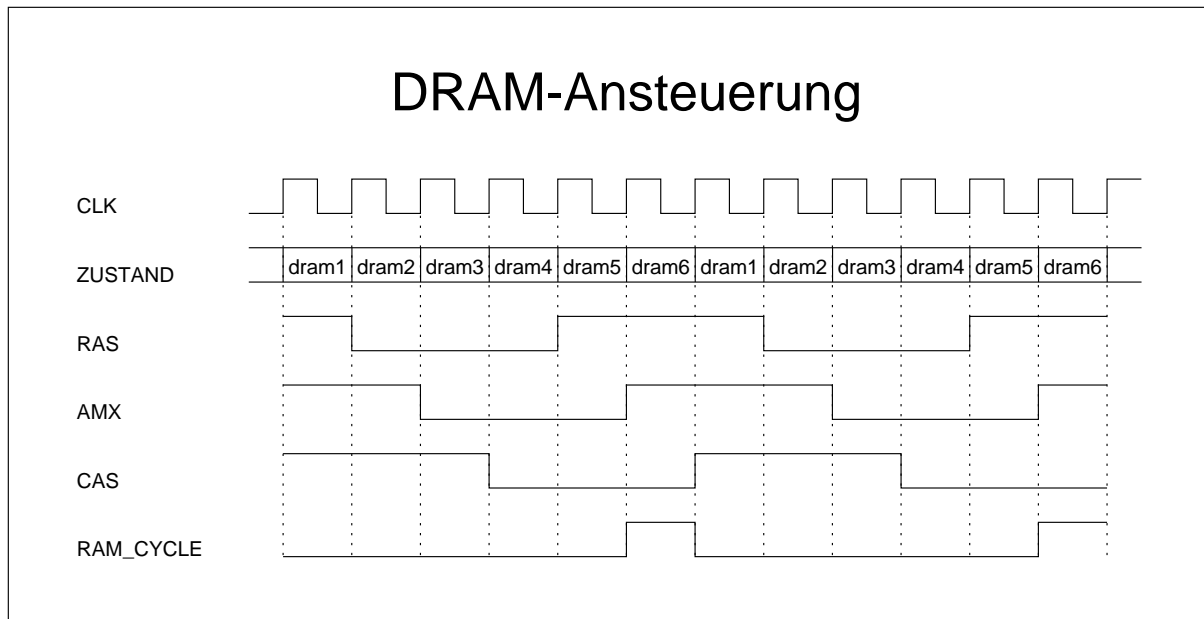 DRAM-Ansteuerung
CLK
ZUSTAND dram1 dram2 dram3 dram4 dram5 dram6 dram1 dram2 dram3 dram4 dram5 dram6
RAS
AMX
CAS
RAM_CYCLE